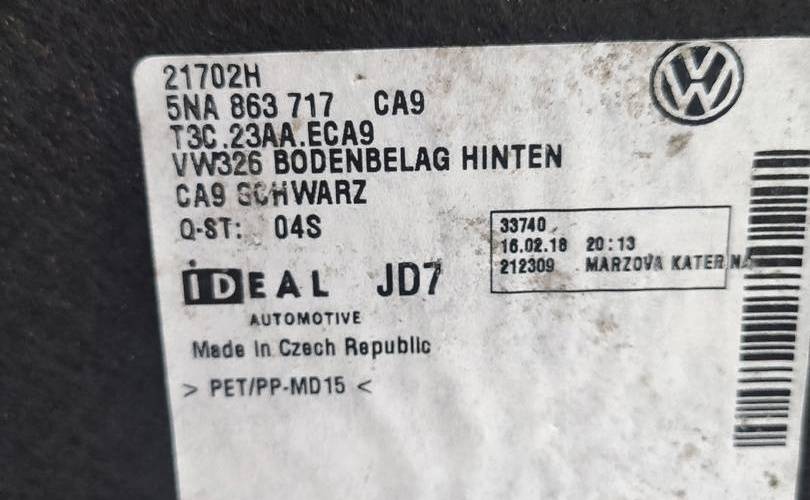 21702H
5NA 863 717 CA9
T3C.23AA.ECA9
VW326 BODENBELAG HINTEN
CA9 SCHWARZ
Q-ST: 04S
33740
16.02.18 20:13
212309 MARZOVA KATERINA
iDEAL JD7
AUTOMOTIVE
Made in Czech Republic
> PET/PP-MD15 <